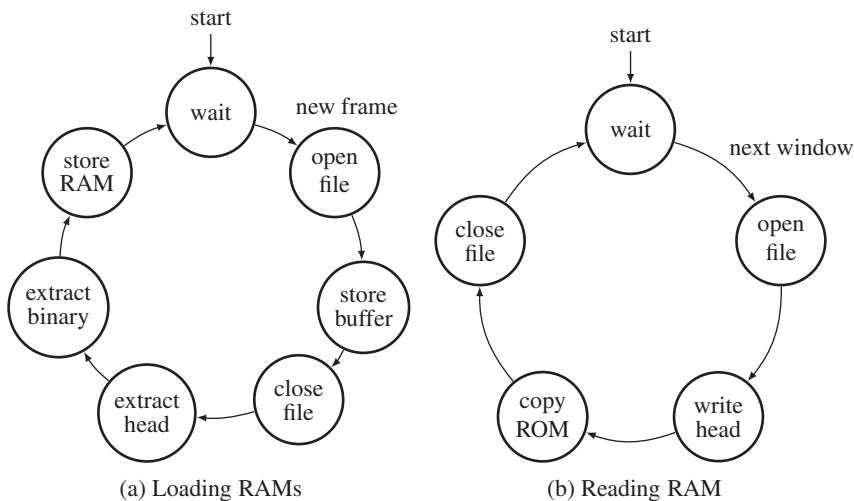 start
wait
new frame
open
file
store
buffer
close
file
extract
head
extract
binary
store
RAM
(a) Loading RAMs
start
wait
next window
open
file
write
head
copy
ROM
close
file
(b) Reading RAM